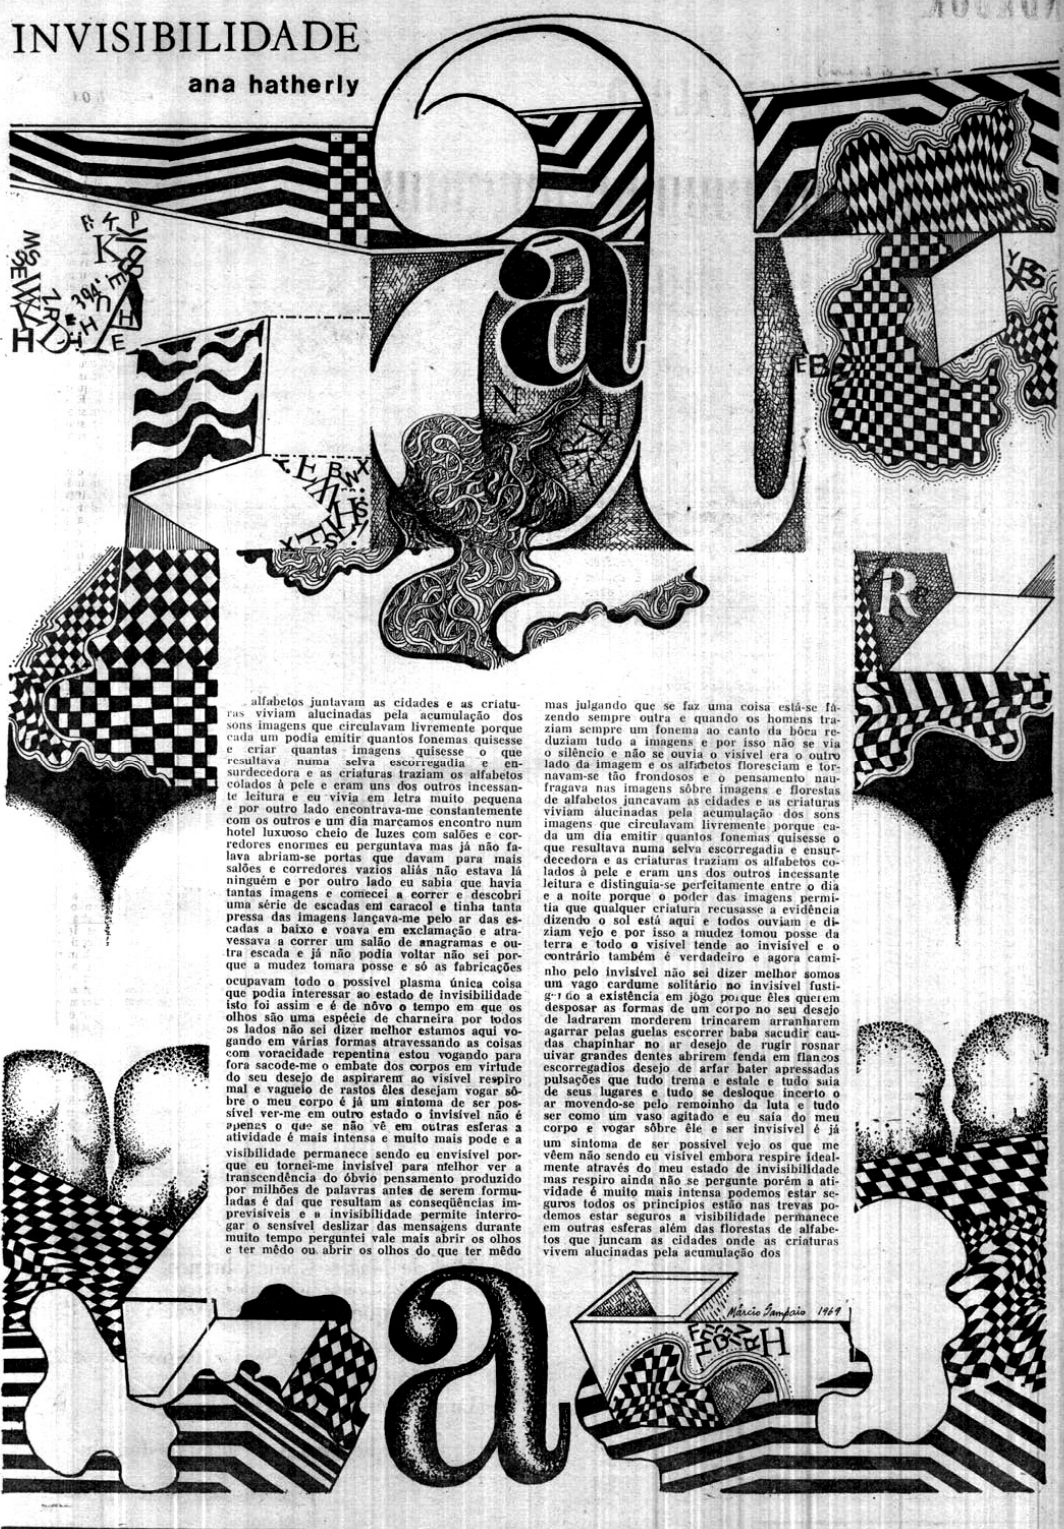 INVISIBILIDADE
ana hatherly
alfabetos juntavam as cidades e as criatu-
ras viviam alucinadas pela acumulação dos
sons imagens que circulavam livremente porque
cada um podia emitir quantos fonemas quisesse
e criar quantas imagens quisesse o que
resultava numa selva escorregadia e en-
surdecedora e as criaturas traziam os alfabetos
colados à pele e eram uns dos outros incessan-
te leitura e eu vivia em letra muito pequena
e por outro lado encontrava-me constantemente
com os outros e um dia marcamos encontro num
hotel luxuoso cheio de luzes com salões e cor-
redores enormes eu perguntava mas já não fa-
lava abriam-se portas que davam para mais
salões e corredores vazios aliás não estava lá
ninguém e por outro lado eu sabia que havia
tantas imagens e comecei a correr e descobri
uma série de escadas em caracol e tinha tanta
pressa das imagens lançava-me pelo ar das es-
cadas a baixo e voava em exclamação e atra-
vessava a correr um salão de anagramas e ou-
tra escada e já não podia voltar não sei por-
que a mudez tomara posse e só as fabricações
ocupavam todo o possível plasma única coisa
que podia interessar ao estado de invisibilidade
isto foi assim e é de nôvo o tempo em que os
olhos são uma espécie de charneira por todos
os lados não sei dizer melhor estamos aqui vo-
gando em várias formas atravessando as coisas
com voracidade repentina estou vogando para
fora sacode-me o embate dos corpos em virtude
do seu desejo de aspirarem ao visível respiro
mal e vagueio de rastos êles desejam vogar sô-
bre o meu corpo é já um sintoma de ser pos-
sível ver-me em outro estado o invisível não é
apenas o que se não vê em outras esferas a
atividade é mais intensa e muito mais pode e a
visibilidade permanece sendo eu envisível por-
que eu tornei-me invisível para melhor ver a
transcendência do óbvio pensamento produzido
por milhões de palavras antes de serem formu-
ladas é daí que resultam as conseqüências im-
previsíveis e a invisibilidade permite interro-
gar o sensível deslizar das mensagens durante
muito tempo perguntei vale mais abrir os olhos
e ter mêdo ou abrir os olhos do que ter mêdo
mas julgando que se faz uma coisa está-se fa-
zendo sempre outra e quando os homens tra-
ziam sempre um fonema ao canto da bôca re-
duziam tudo a imagens e por isso não se via
o silêncio e não se ouvia o visível era o outro
lado da imagem e os alfabetos floresciam e tor-
navam-se tão frondosos e o pensamento nau-
fragava nas imagens sôbre imagens e florestas
de alfabetos juncavam as cidades e as criaturas
viviam alucinadas pela acumulação dos sons
imagens que circulavam livremente porque ca-
da um dia emitir quantos fonemas quisesse o
que resultava numa selva escorregadia e ensur-
decedora e as criaturas traziam os alfabetos co-
lados à pele e eram uns dos outros incessante
leitura e distinguia-se perfeitamente entre o dia
e a noite porque o poder das imagens permi-
tia que qualquer criatura recusasse a evidência
dizendo o sol está aqui e todos ouviam e di-
ziam vejo e por isso a mudez tomou posse da
terra e todo o visível tende ao invisível e o
contrário também é verdadeiro e agora cami-
nho pelo invisível não sei dizer melhor somos
um vago cardume solitário no invisível fusti-
gando a existência em jogo porque êles querem
desposar as formas de um corpo no seu desejo
de ladrarem morderem trincarem arranharem
agarrar pelas guelas escorrer baba sacudir cau-
das chapinhar no ar desejo de rugir rosnar
uivar grandes dentes abrirem fenda em flancos
escorregadios desejo de arfar bater apressadas
pulsações que tudo trema e estale e tudo saia
de seus lugares e tudo se desloque incerto o
ar movendo-se pelo remoinho da luta e tudo
ser como um vaso agitado e eu saía do meu
corpo e vogar sôbre êle e ser invisível é já
um sintoma de ser possível vejo os que me
vêem não sendo eu visível embora respire ideal-
mente através do meu estado de invisibilidade
mas respiro ainda não se pergunte porém a ati-
vidade é muito mais intensa podemos estar se-
guros todos os princípios estão nas trevas po-
demos estar seguros a visibilidade permanece
em outras esferas além das florestas de alfabe-
tos que juncam as cidades onde as criaturas
vivem alucinadas pela acumulação dos
a
a
a
R
Márcio Sampaio 1969